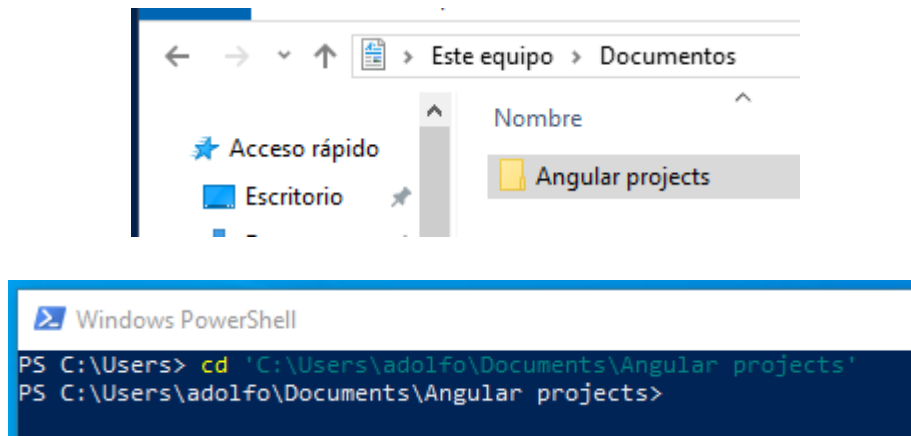 Este equipo > Documentos
Nombre
Acceso rápido
Angular projects
Escritorio
Windows PowerShell
PS C:\Users> cd 'C:\Users\adolfo\Documents\Angular projects'
PS C:\Users\adolfo\Documents\Angular projects>